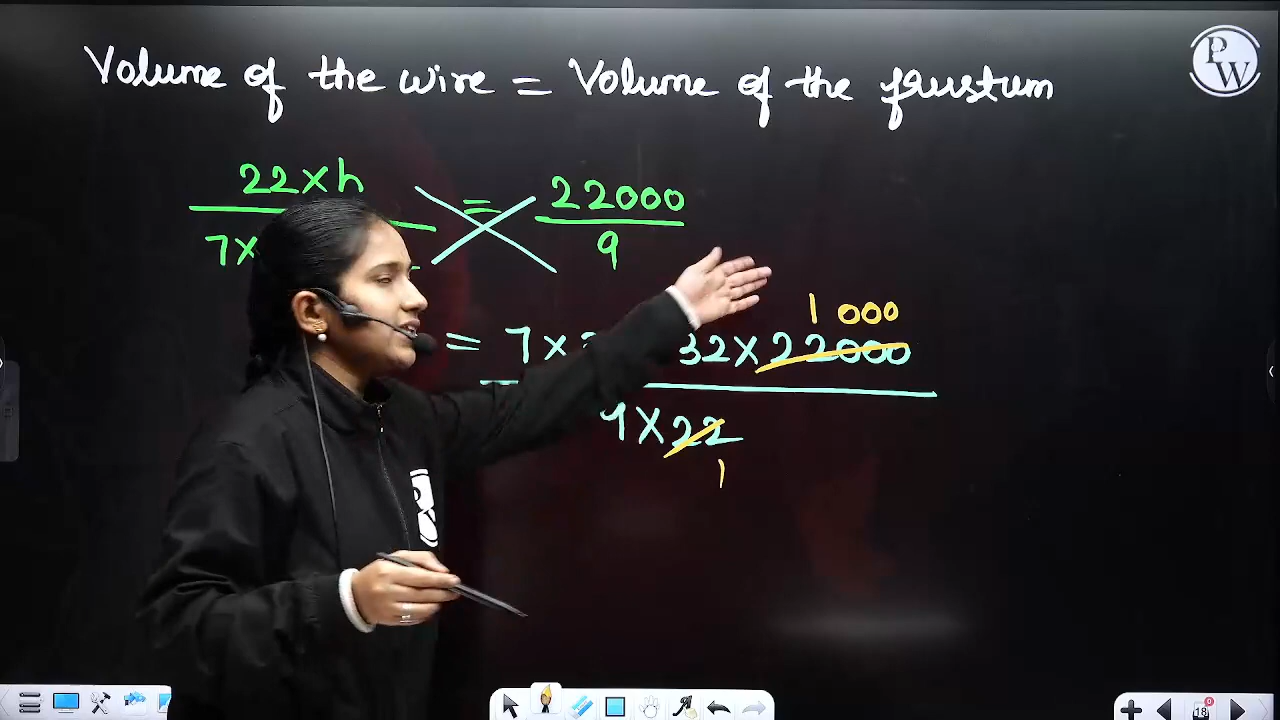 Volume of the wire = Volume of the frustum
PW
22×h = 22000
7× 9
1 000
= 7× 32×22000
9×22
1
18